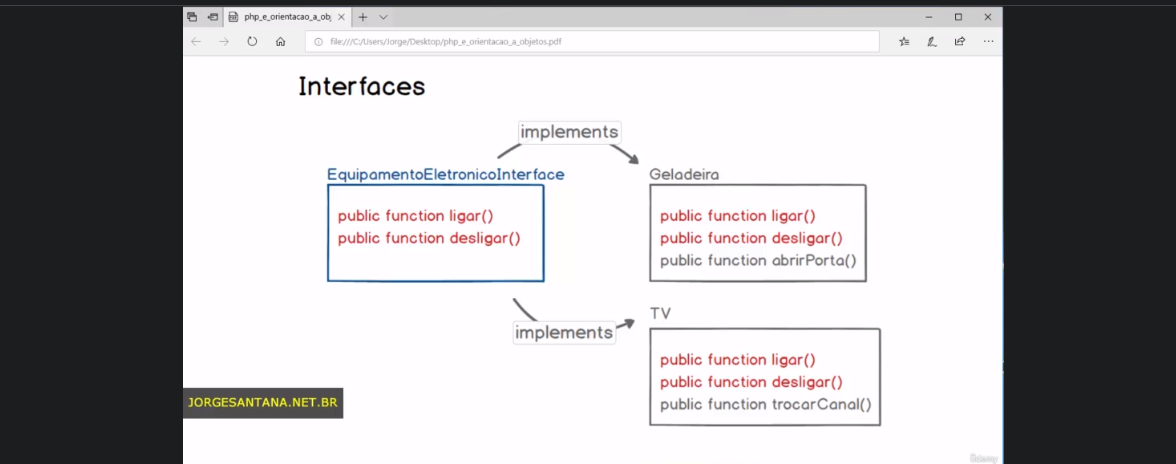 php_e_orientacao_a_obj
file:///C:/Users/Jorge/Desktop/php_e_orientacao_a_objetos.pdf
Interfaces
implements
EquipamentoEletronicoInterface
public function ligar()
public function desligar()
Geladeira
public function ligar()
public function desligar()
public function abrirPorta()
implements
TV
public function ligar()
public function desligar()
public function trocarCanal()
JORGESANTANA.NET.BR
Udemy